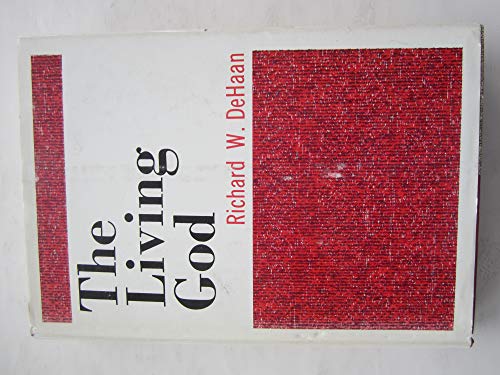 The
Living
God
Richard W. DeHaan